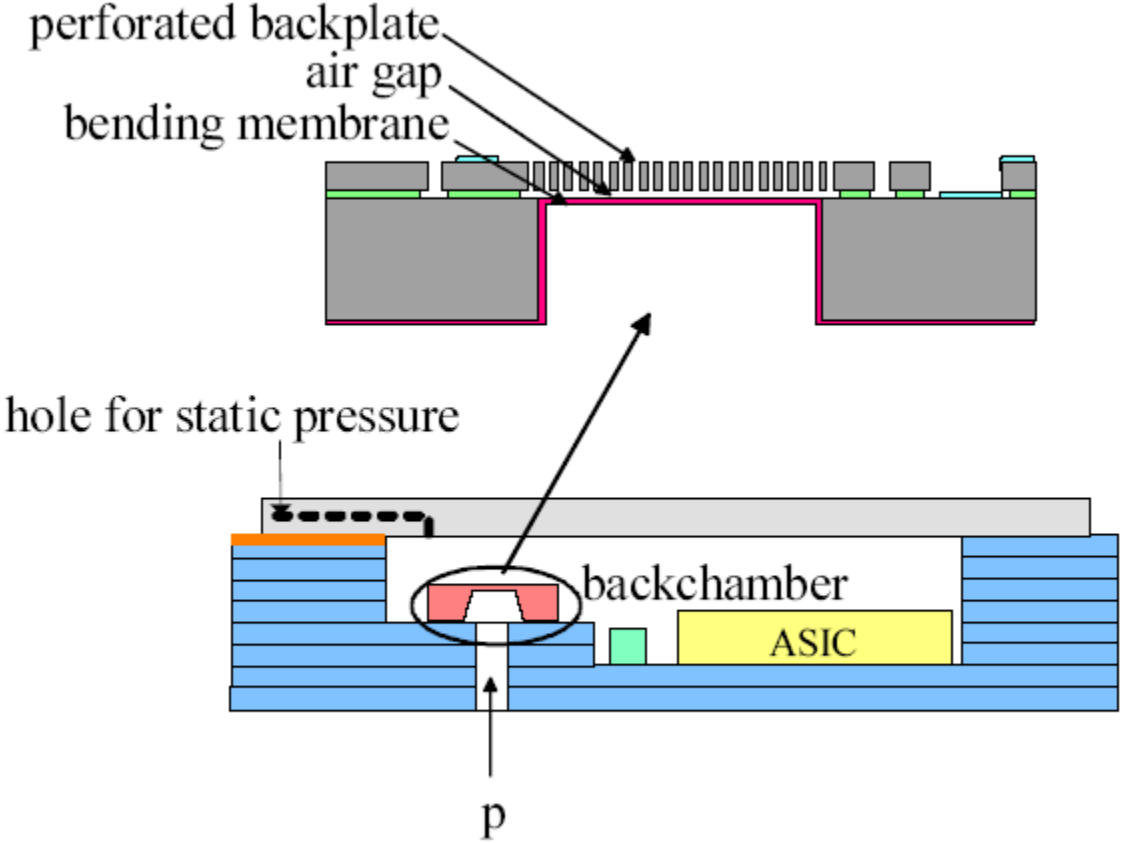 perforated backplate
air gap
bending membrane
hole for static pressure
backchamber
ASIC
p